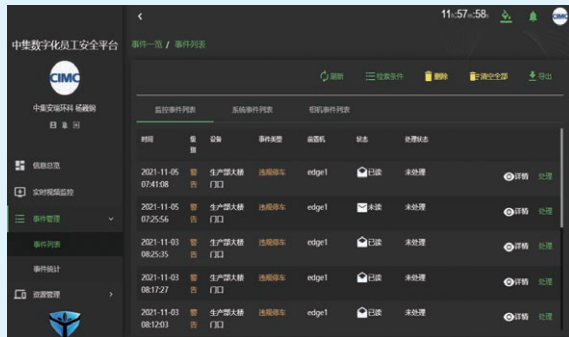 11h:57m:58s
中集数字化员工安全平台
事件一览 / 事件列表
CIMC
中集安瑞环科
刷新 检索条件 删除 清空全部 导出
监控事件列表 系统事件列表 相机事件列表
时间 级别 设备 事件类型 前置机 状态 处理状态
信息总览
2021-11-05 07:41:08 警告 生产部大楼门口 违规停车 edge1 已读 未处理 详情 处理
实时视频监控
2021-11-05 07:25:56 警告 生产部大楼门口 违规停车 edge1 未读 未处理 详情 处理
事件管理
事件列表
2021-11-03 08:25:35 警告 生产部大楼门口 违规停车 edge1 已读 未处理 详情 处理
事件统计
2021-11-03 08:17:27 警告 生产部大楼门口 违规停车 edge1 已读 未处理 详情 处理
资源管理
2021-11-03 08:12:03 警告 生产部大楼门口 违规停车 edge1 已读 未处理 详情 处理